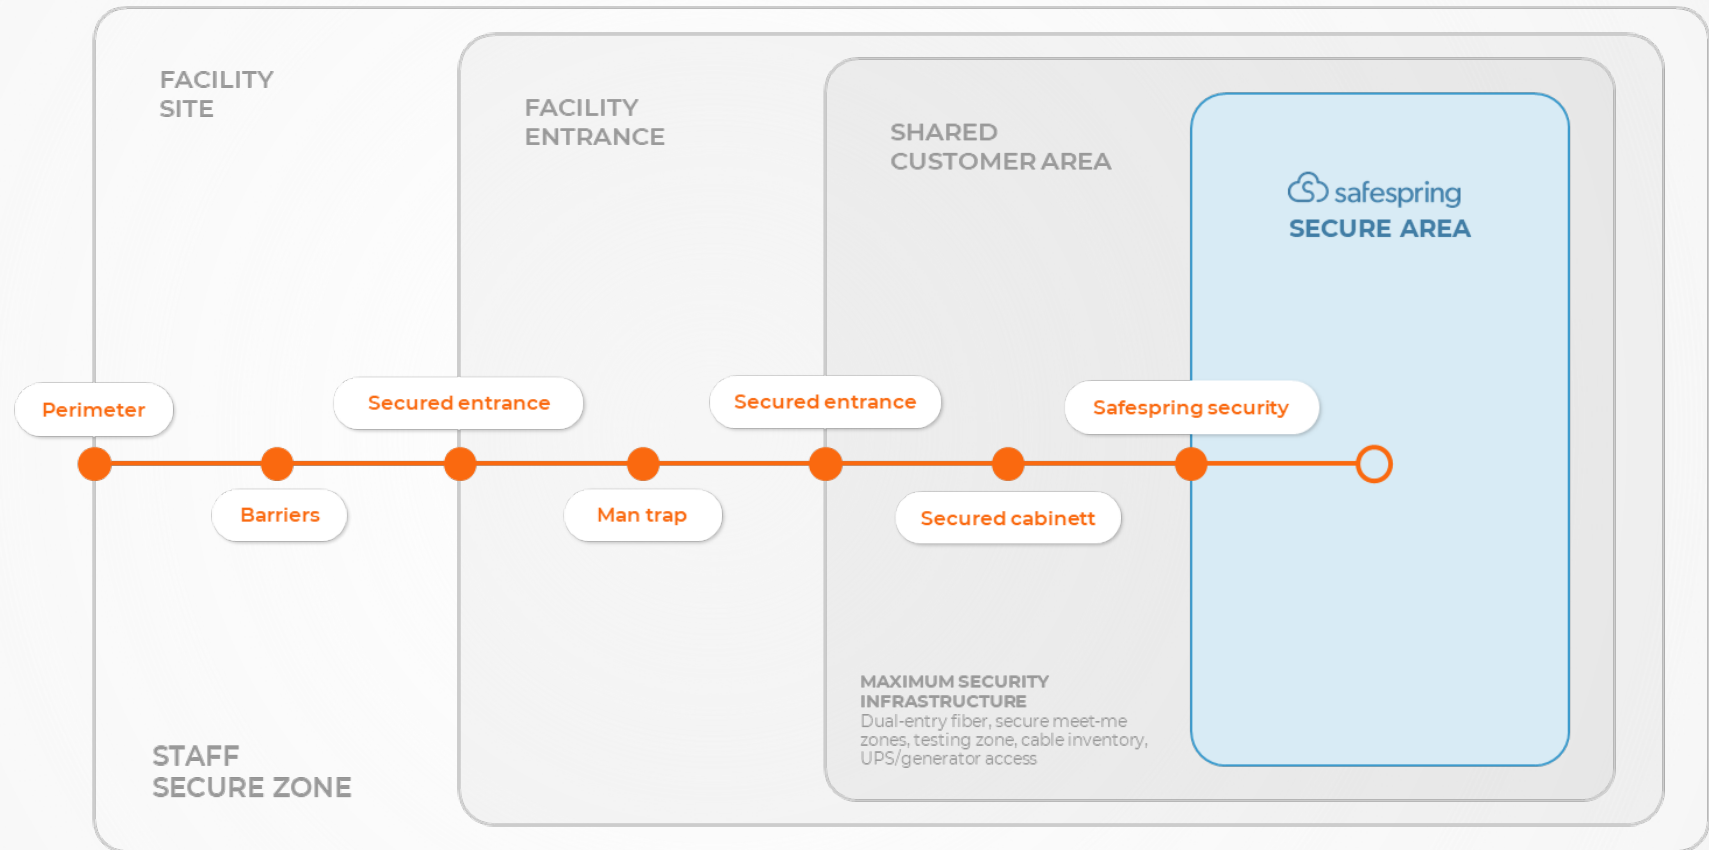 FACILITY
SITE
FACILITY
ENTRANCE
SHARED
CUSTOMER AREA
safespring
SECURE AREA
Perimeter
Secured entrance
Secured entrance
Safespring security
Barriers
Man trap
Secured cabinett
MAXIMUM SECURITY
INFRASTRUCTURE
Dual-entry fiber, secure meet-me
zones, testing zone, cable inventory,
UPS/generator access
STAFF
SECURE ZONE